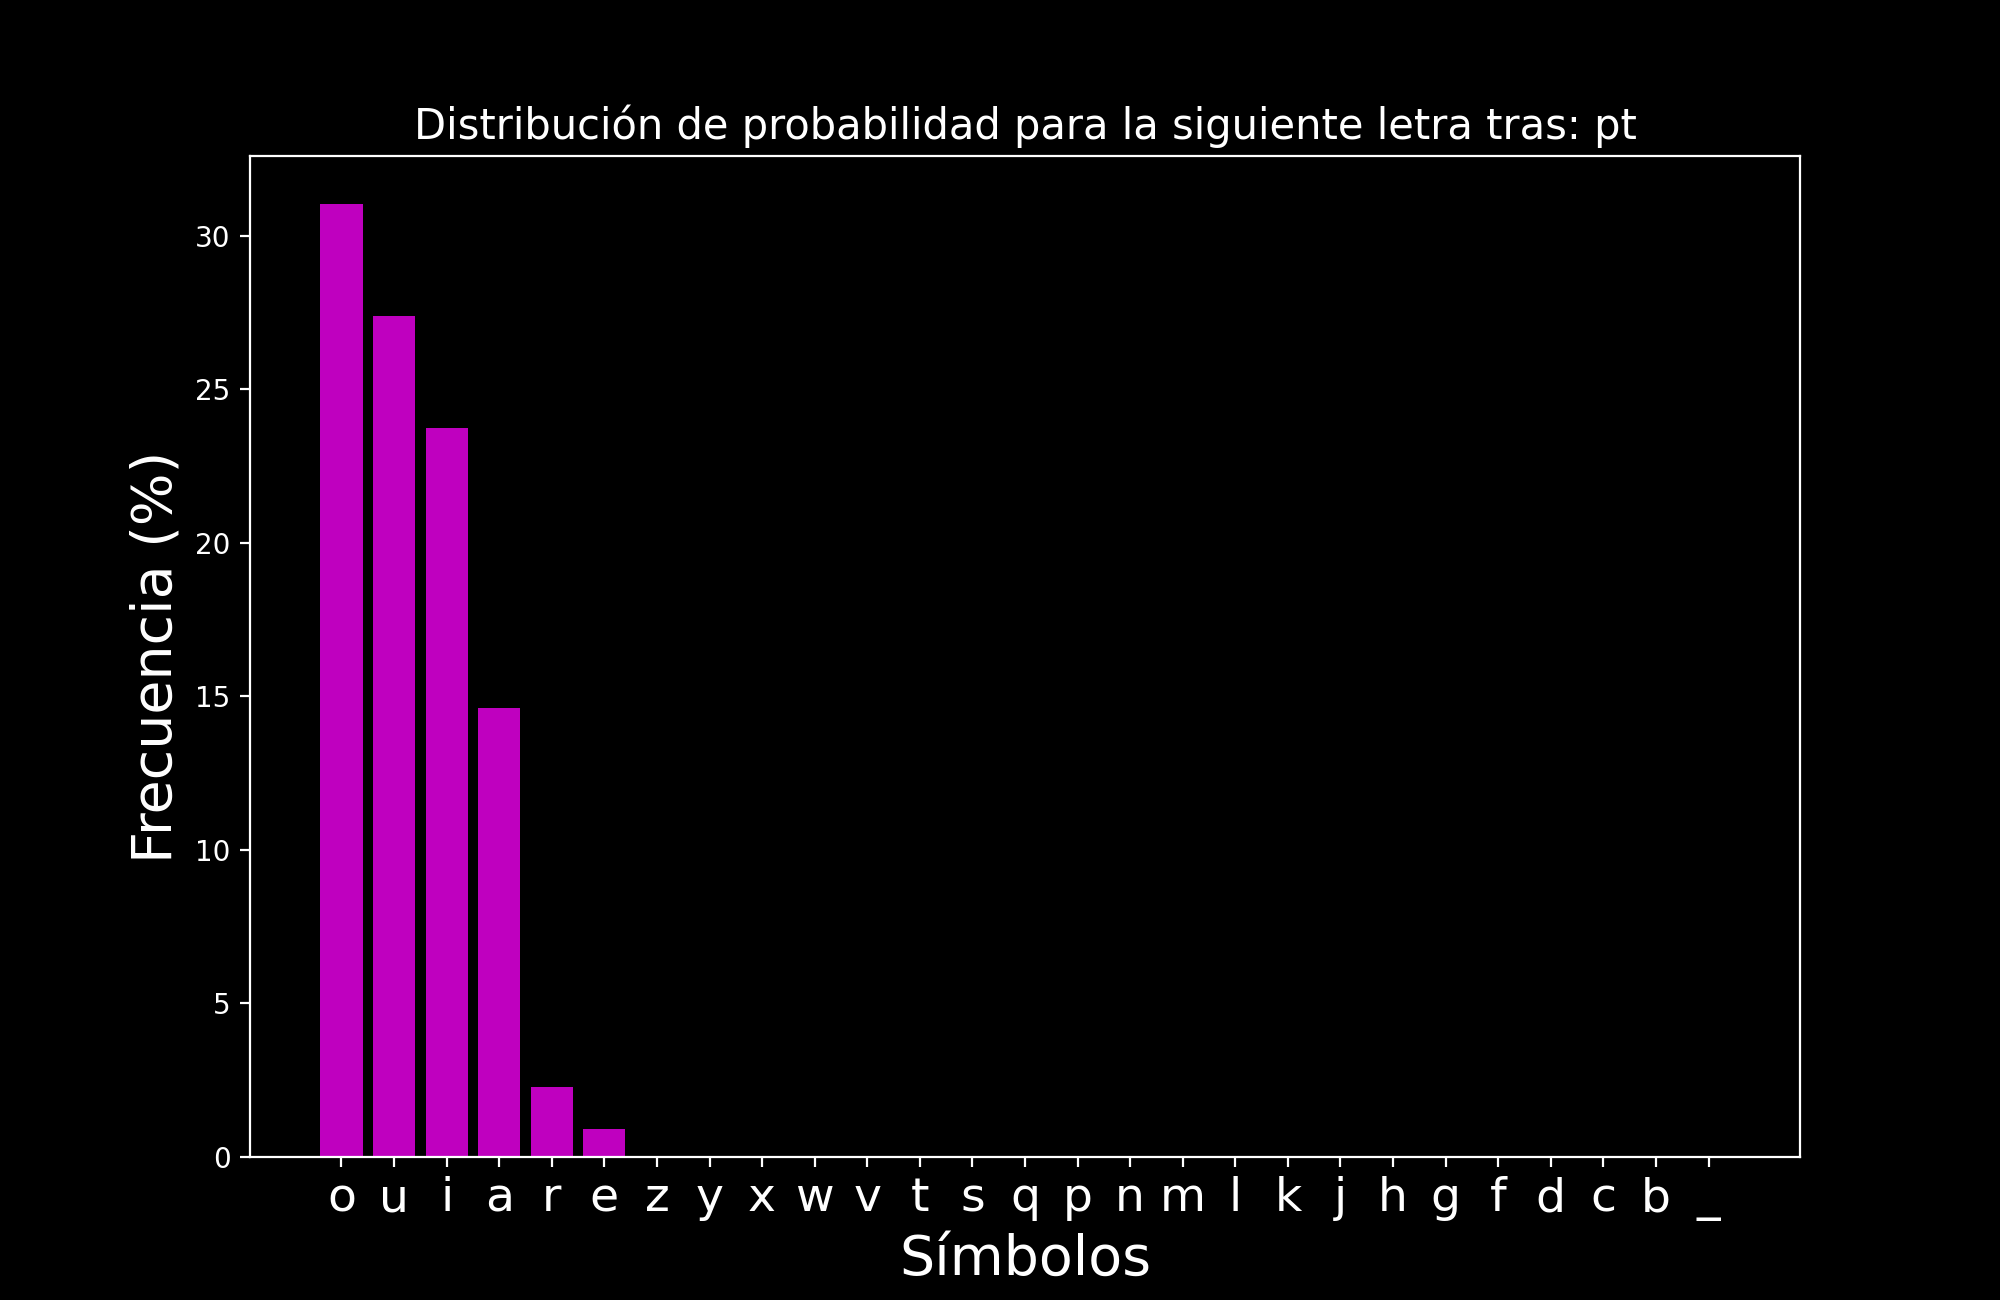 Distribución de probabilidad para la siguiente letra tras: pt
30
25
20
15
10
5
0
Frecuencia (%)
o u i a r e z y x w v t s q p n m l k j h g f d c b _
Símbolos